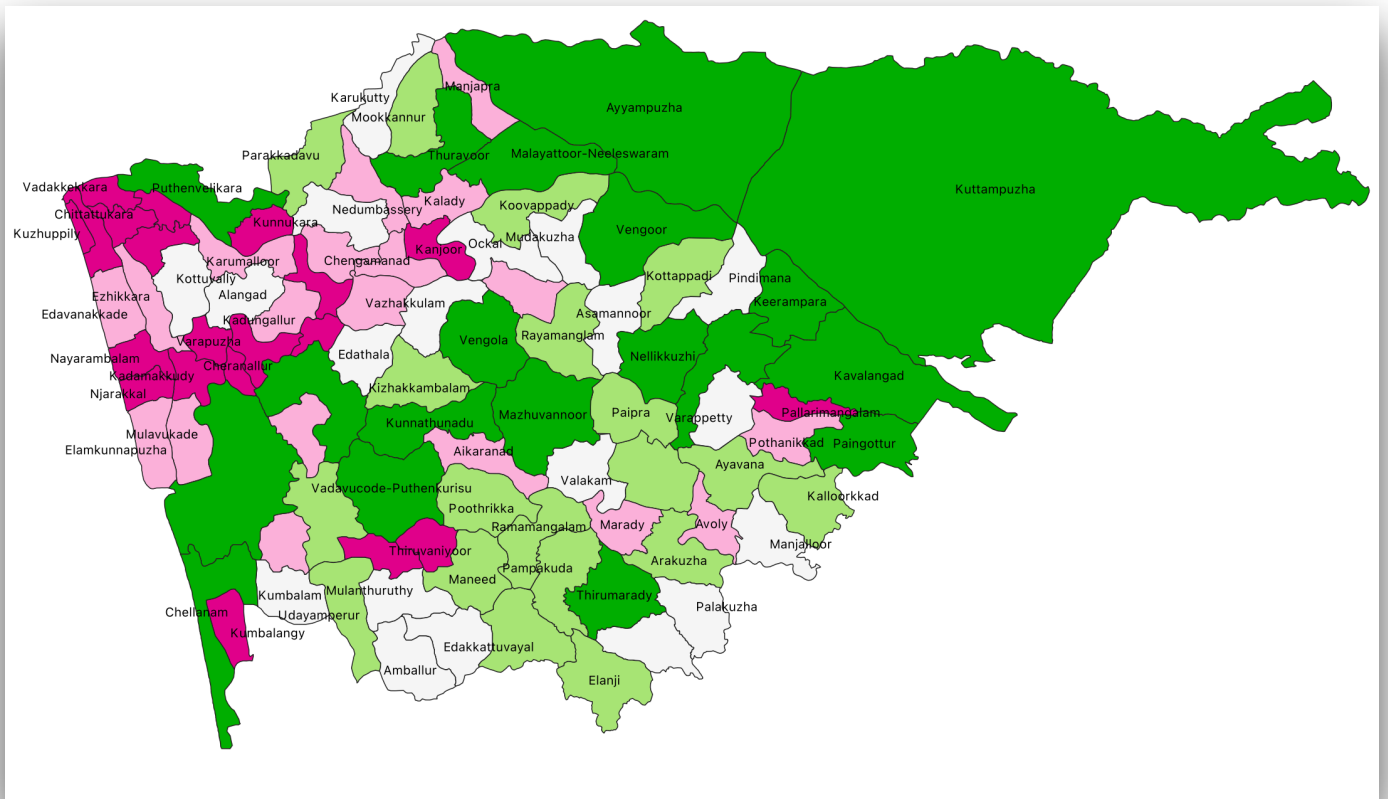 Manjapra
Karukutty
Ayyampuzha
Mookkannur
Parakkadavu
Thuravoor
Malayattoor-Neeleswaram
Vadakkekkara
Puthenvelikara
Kuttampuzha
Kalady
Koovappady
Nedumbassery
Chittattukara
Kunnukara
Vengoor
Kuzhuppily
Mudakuzha
Ockal
Kanjoor
Karumalloor
Chengamanad
Kottuvally
Kottappadi
Pindimana
Alangad
Ezhikkara
Vazhakkulam
Keerampara
Edavanakkade
Kadungallur
Asamannoor
Rayamanglam
Varapuzha
Vengola
Edathala
Nellikkuzhi
Nayarambalam
Cheranallur
Kadamakkudy
Kavalangad
Kizhakkambalam
Njarakkal
Paipra
Pallarimangalam
Mazhuvannoor
Varappetty
Kunnathunadu
Mulavukade
Pothanikkad
Paingottur
Elamkunnapuzha
Aikaranad
Ayavana
Valakam
Vadavucode-Puthenkurisu
Kalloorkkad
Poothrikka
Ramamangalam
Marady
Avoly
Manjalloor
Thiruvaniyoor
Arakuzha
Pampakuda
Maneed
Mulanthuruthy
Kumbalam
Thirumarady
Palakuzha
Chellanam
Udayamperur
Kumbalangy
Edakkattuvayal
Amballur
Elanji